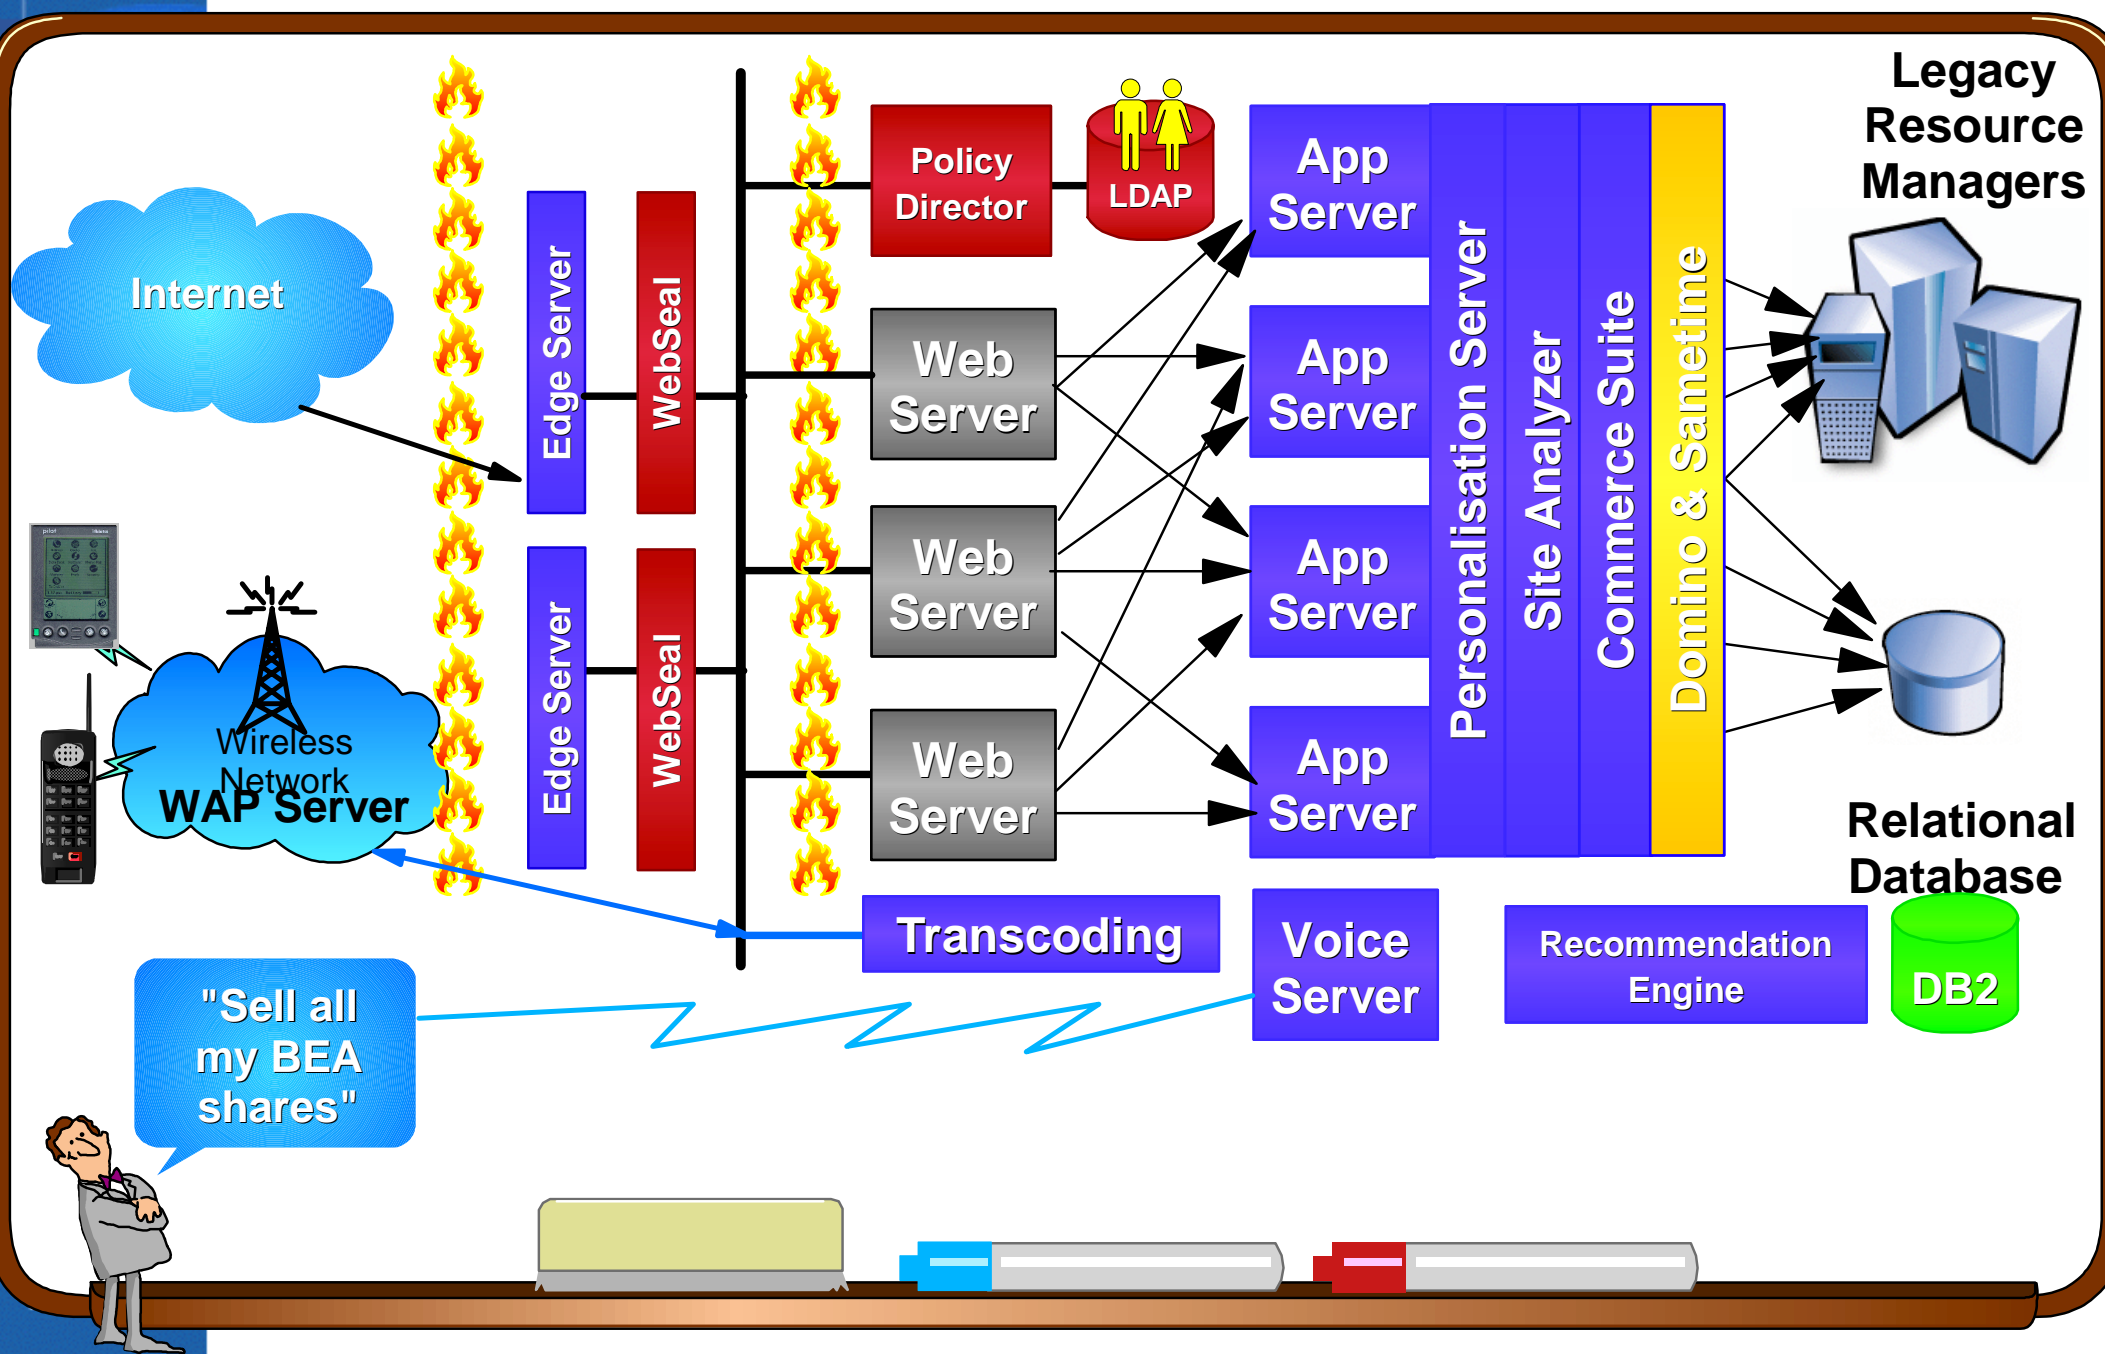 Legacy
Resource
Managers
Policy
Director
LDAP
App
Server
Internet
Edge Server
WebSeal
Web
Server
App
Server
Personalisation Server
Site Analyzer
Commerce Suite
Domino & Sametime
pilot
Web
Server
App
Server
Edge Server
WebSeal
Wireless
Network
WAP Server
Web
Server
App
Server
Relational
Database
Transcoding
Voice
Server
Recommendation
Engine
DB2
"Sell all
my BEA
shares"